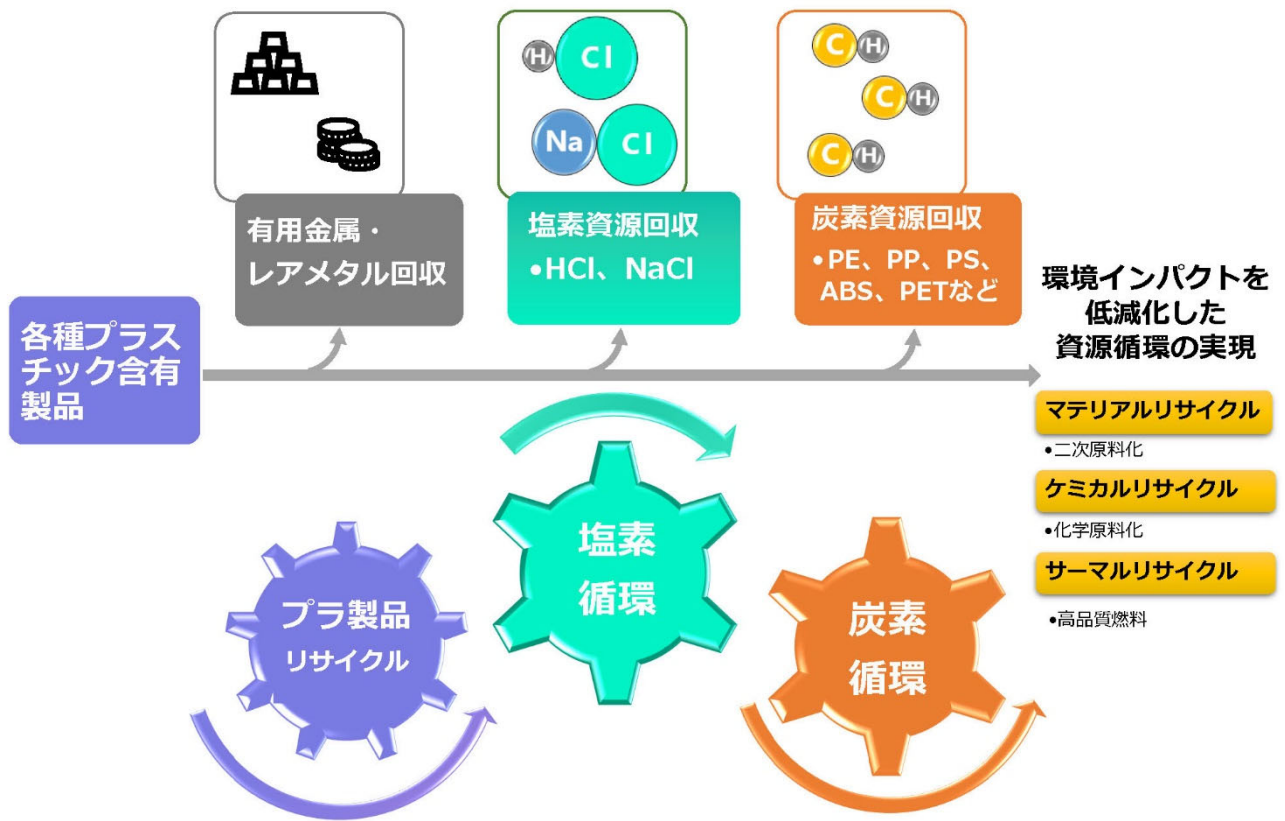 H
Cl
Na
Cl
C
H
C
H
C
H
有用金属・
レアメタル回収
塩素資源回収
•HCl、NaCl
炭素資源回収
•PE、PP、PS、
ABS、PETなど
各種プラス
チック含有
製品
環境インパクトを
低減化した
資源循環の実現
マテリアルリサイクル
•二次原料化
ケミカルリサイクル
•化学原料化
サーマルリサイクル
•高品質燃料
プラ製品
リサイクル
塩素
循環
炭素
循環